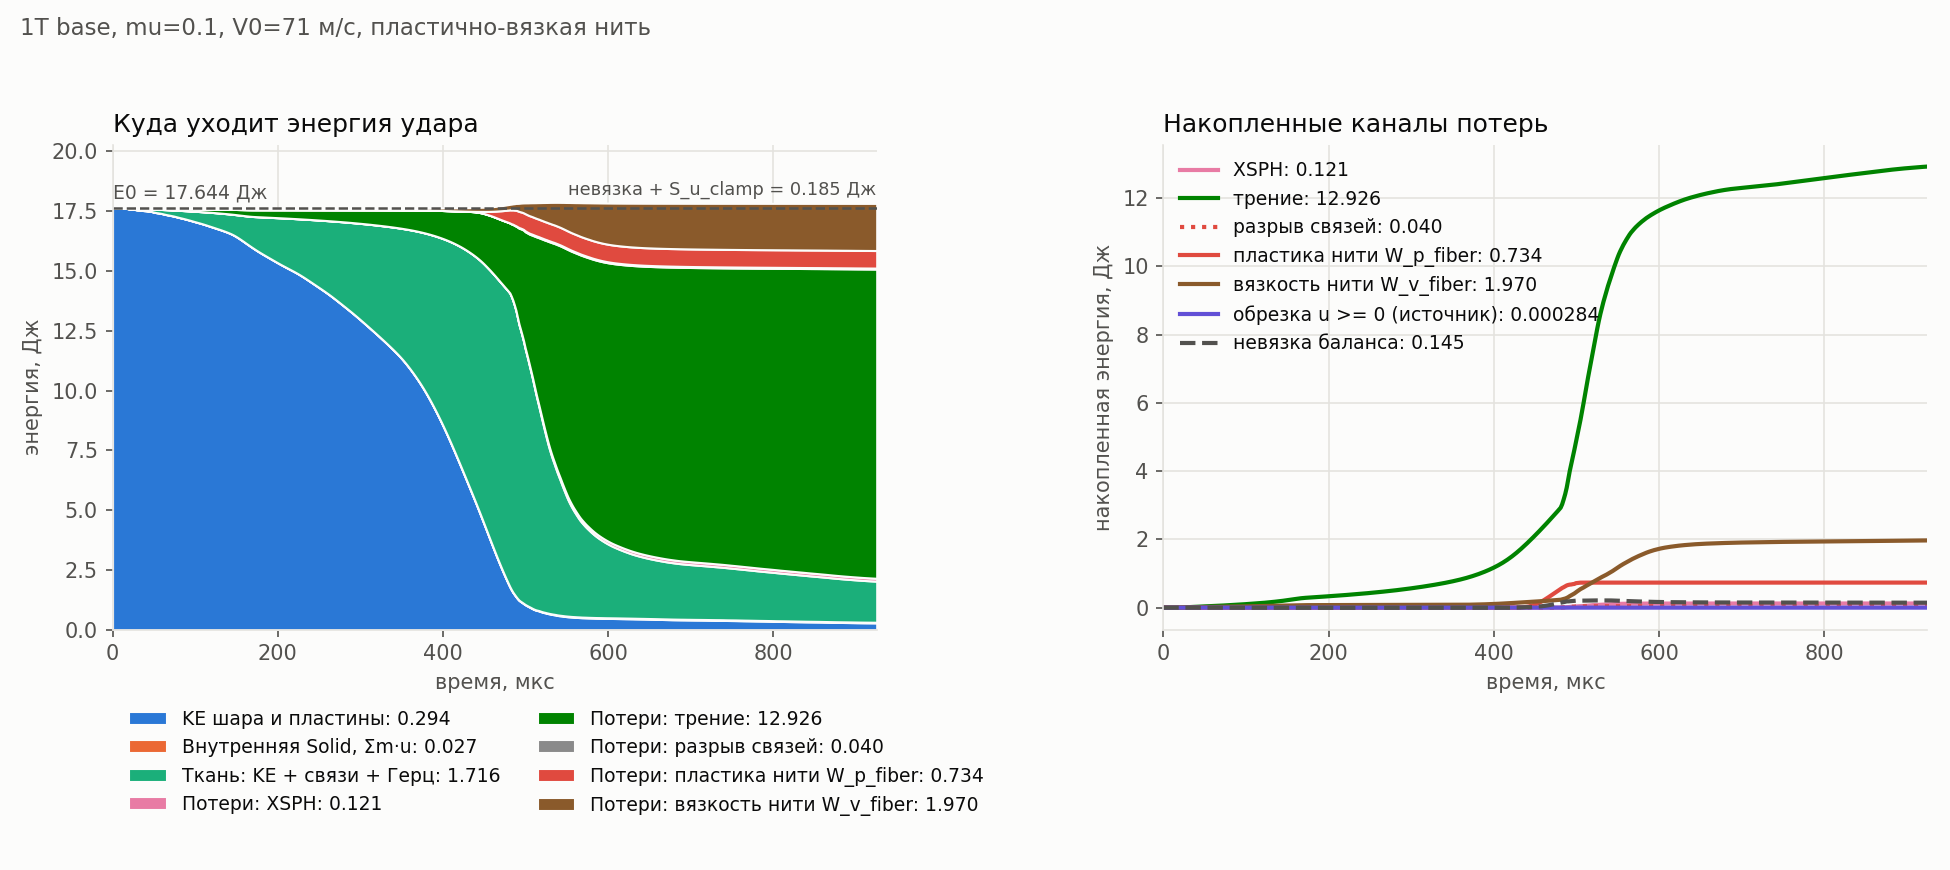 1T base, mu=0.1, V0=71 м/с, пластично-вязкая нить
Куда уходит энергия удара
20.0
17.5
15.0
12.5
10.0
7.5
5.0
2.5
0.0
энергия, Дж
E0 = 17.644 Дж
невязка + S_u_clamp = 0.185 Дж
0
200
400
600
800
время, мкс
KE шара и пластины: 0.294
Внутренняя Solid, Σm·u: 0.027
Ткань: KE + связи + Герц: 1.716
Потери: XSPH: 0.121
Потери: трение: 12.926
Потери: разрыв связей: 0.040
Потери: пластика нити W_p_fiber: 0.734
Потери: вязкость нити W_v_fiber: 1.970
Накопленные каналы потерь
12
10
8
6
4
2
0
накопленная энергия, Дж
XSPH: 0.121
трение: 12.926
разрыв связей: 0.040
пластика нити W_p_fiber: 0.734
вязкость нити W_v_fiber: 1.970
обрезка u >= 0 (источник): 0.000284
невязка баланса: 0.145
0
200
400
600
800
время, мкс